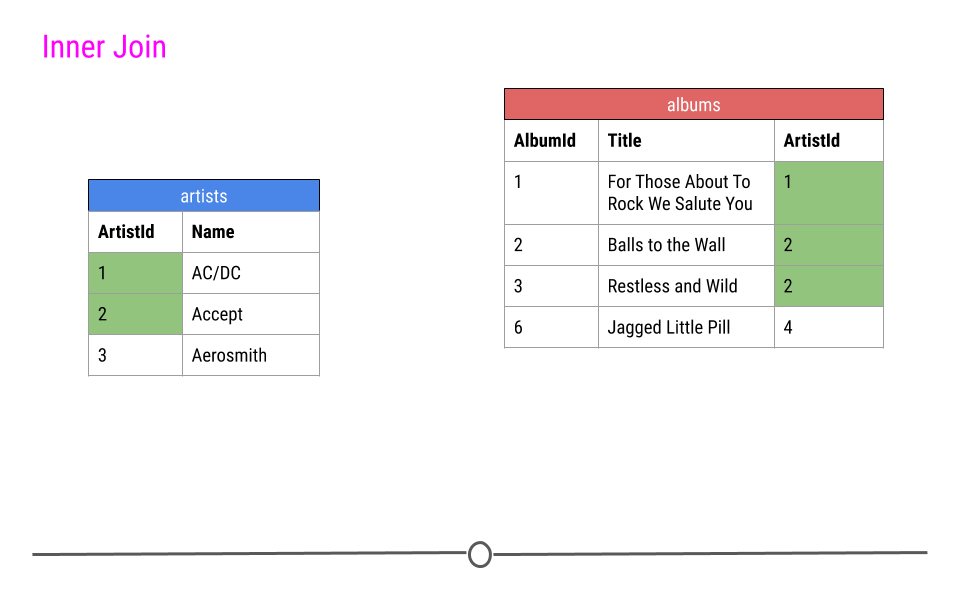 Inner Join
artists
ArtistId Name
1 AC/DC
2 Accept
3 Aerosmith
albums
AlbumId Title ArtistId
1 For Those About To 1
Rock We Salute You
2 Balls to the Wall 2
3 Restless and Wild 2
6 Jagged Little Pill 4